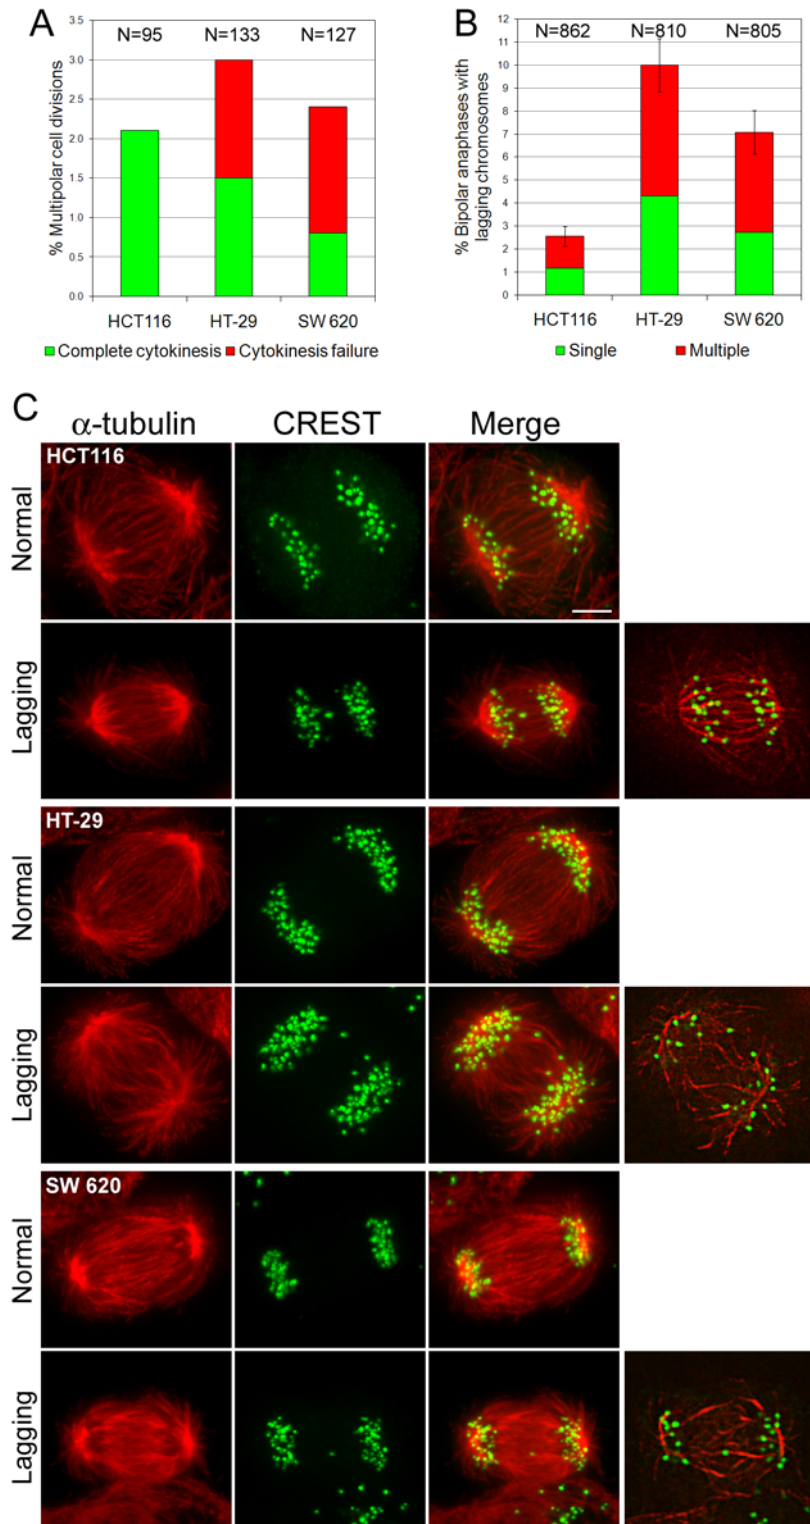 A
N=95 N=133 N=127
% Multipolar cell divisions
3.5
3.0
2.5
2.0
1.5
1.0
0.5
0.0
HCT116 HT-29 SW 620
Complete cytokinesis Cytokinesis failure
B
N=862 N=810 N=805
% Bipolar anaphases with
lagging chromosomes
12
11
10
9
8
7
6
5
4
3
2
1
0
HCT116 HT-29 SW 620
Single Multiple
C
α-tubulin CREST Merge
HCT116
Normal
Lagging
HT-29
Normal
Lagging
SW 620
Normal
Lagging